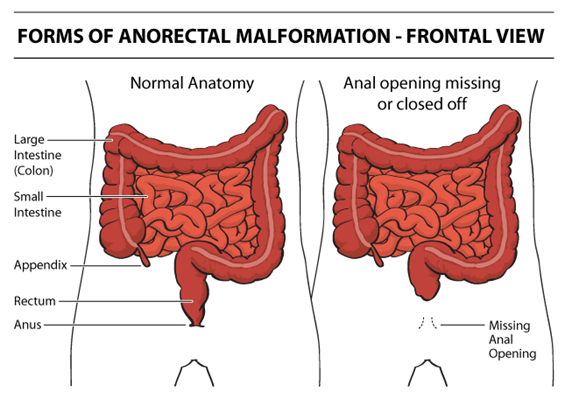 FORMS OF ANORECTAL MALFORMATION - FRONTAL VIEW
Normal Anatomy
Anal opening missing
or closed off
Large
Intestine
(Colon)
Small
Intestine
Appendix
Rectum
Anus
Missing
Anal
Opening